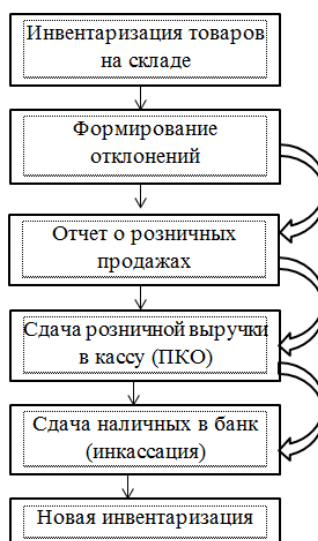 Инвентаризация товаров
на складе
Формирование
отклонений
Отчет о розничных
продажах
Сдача розничной выручки
в кассу (ПКО)
Сдача наличных в банк
(инкассация)
Новая инвентаризация